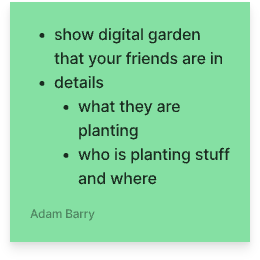 • show digital garden
that your friends are in
• details
• what they are
planting
• who is planting stuff
and where
Adam Barry